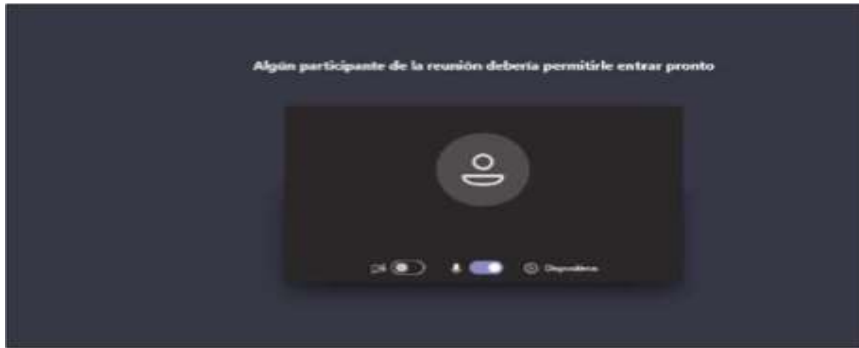 Algún participante de la reunión debería permitirle entrar pronto
Dispositivos